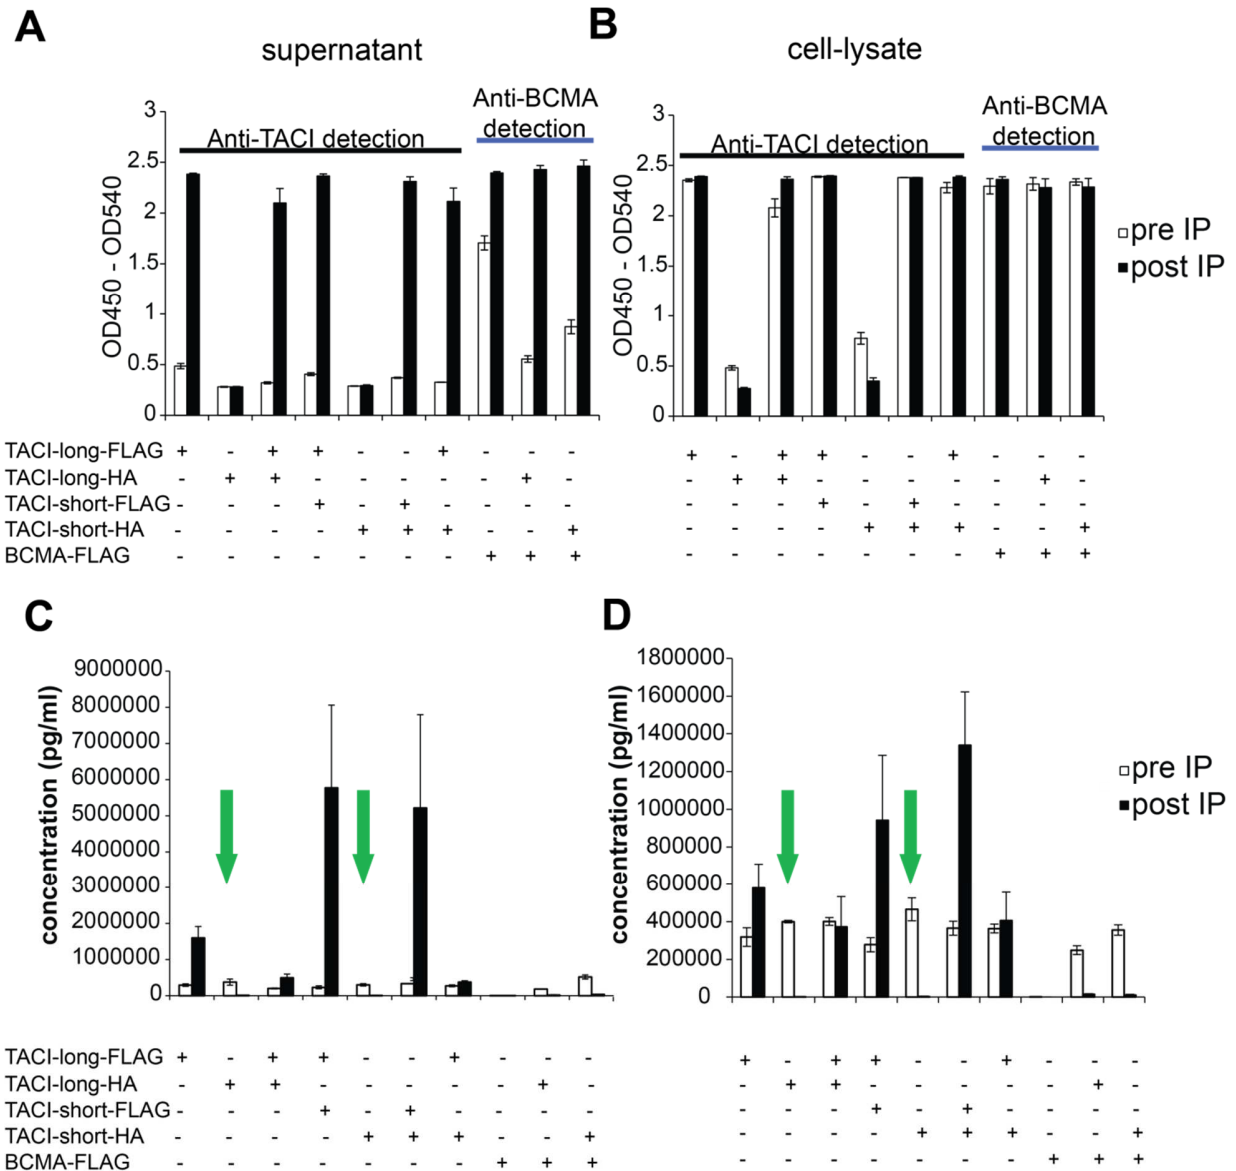 A
supernatant
Anti-BCMA
detection
Anti-TACI detection
OD450 - OD540
3
2.5
2
1.5
1
0.5
0
TACI-long-FLAG + - + + - - + - - -
TACI-long-HA - + + - - - - - + -
TACI-short-FLAG - - - + - + - - - -
TACI-short-HA - - - - + + + - - +
BCMA-FLAG - - - - - - - + + +
B
cell-lysate
Anti-BCMA
detection
Anti-TACI detection
OD450 - OD540
3
2.5
2
1.5
1
0.5
0
pre IP
post IP
+ - + + - - + - - -
- + + - - - - - + -
- - - + - + - - - -
- - - - + + + - - +
- - - - - - - + + +
C
concentration (pg/ml)
9000000
8000000
7000000
6000000
5000000
4000000
3000000
2000000
1000000
0
TACI-long-FLAG + - + + - - + - - -
TACI-long-HA - + + - - - - - + -
TACI-short-FLAG - - - + - + - - - -
TACI-short-HA - - - - + + + - - +
BCMA-FLAG - - - - - - - + + +
D
concentration (pg/ml)
1800000
1600000
1400000
1200000
1000000
800000
600000
400000
200000
0
pre IP
post IP
+ - + + - - + - - -
- + + - - - - - + -
- - - + - + - - - -
- - - - + + + - - +
- - - - - - - + + +